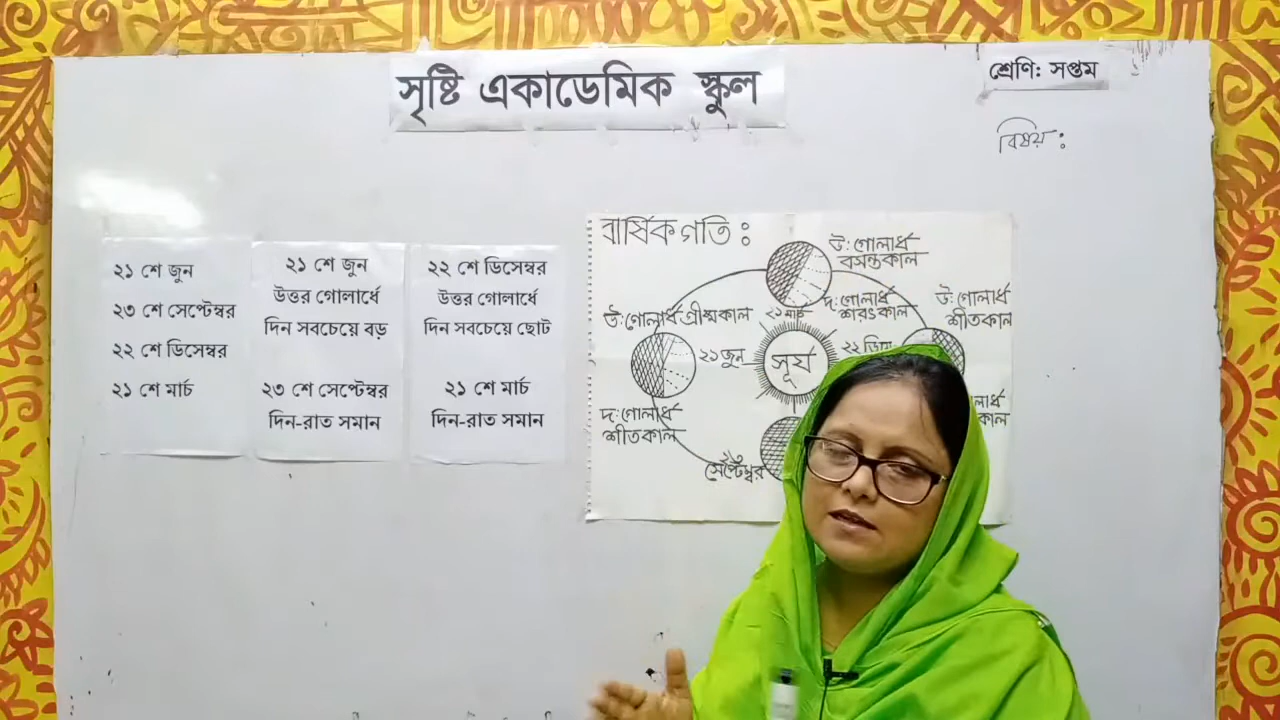 সৃষ্টি একাডেমিক স্কুল
শ্রেণিঃ সপ্তম
বিষয় :
২১ শে জুন
২৩ শে সেপ্টেম্বর
২২ শে ডিসেম্বর
২১ শে মার্চ
২১ শে জুন
উত্তর গোলার্ধে
দিন সবচেয়ে বড়
২৩ শে সেপ্টেম্বর
দিন-রাত সমান
২২ শে ডিসেম্বর
উত্তর গোলার্ধে
দিন সবচেয়ে ছোট
২১ শে মার্চ
দিন-রাত সমান
বার্ষিক গতি :
উঃ গোলার্ধ
বসন্তকাল
দঃ গোলার্ধ
শরৎকাল
২১ মার্চ
উঃ গোলার্ধ গ্রীষ্মকাল
২১ জুন
দঃ গোলার্ধ
শীতকাল
সূর্য
উঃ গোলার্ধ
শীতকাল
২২
সেপ্টেম্বর